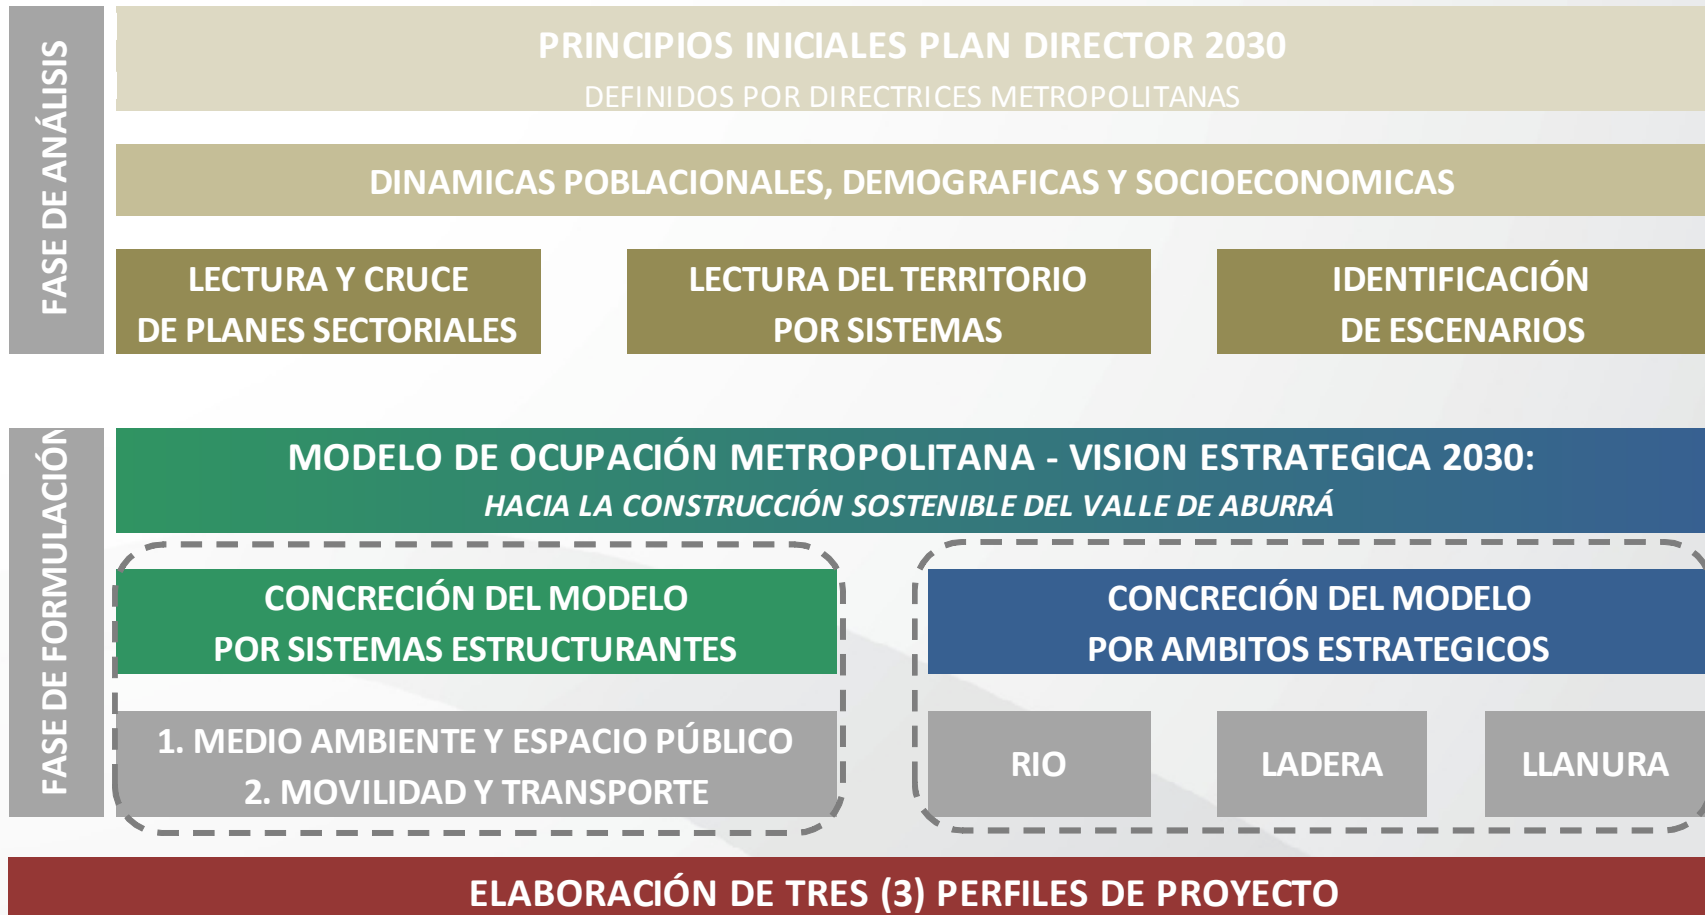 FASE DE ANÁLISIS
PRINCIPIOS INICIALES PLAN DIRECTOR 2030
DEFINIDOS POR DIRECTRICES METROPOLITANAS
DINAMICAS POBLACIONALES, DEMOGRAFICAS Y SOCIOECONOMICAS
LECTURA Y CRUCE
DE PLANES SECTORIALES
LECTURA DEL TERRITORIO
POR SISTEMAS
IDENTIFICACIÓN
DE ESCENARIOS
FASE DE FORMULACIÓN
MODELO DE OCUPACIÓN METROPOLITANA - VISION ESTRATEGICA 2030:
HACIA LA CONSTRUCCIÓN SOSTENIBLE DEL VALLE DE ABURRÁ
CONCRECIÓN DEL MODELO
POR SISTEMAS ESTRUCTURANTES
1. MEDIO AMBIENTE Y ESPACIO PÚBLICO
2. MOVILIDAD Y TRANSPORTE
CONCRECIÓN DEL MODELO
POR AMBITOS ESTRATEGICOS
RIO
LADERA
LLANURA
ELABORACIÓN DE TRES (3) PERFILES DE PROYECTO